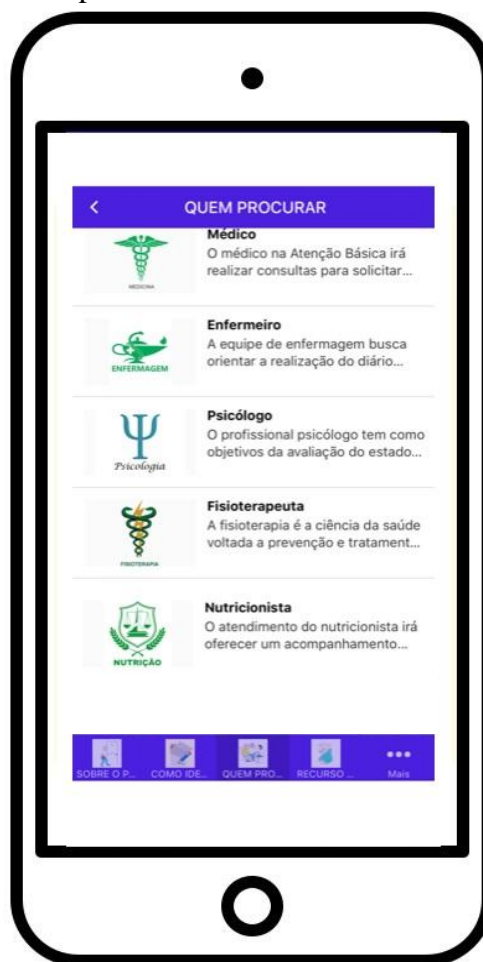 QUEM PROCURAR
Médico
O médico na Atenção Básica irá
realizar consultas para solicitar...
MEDICINA
Enfermeiro
A equipe de enfermagem busca
orientar a realização do diário...
ENFERMAGEM
Psicólogo
O profissional psicólogo tem como
objetivos da avaliação do estado...
Psicologia
Fisioterapeuta
A fisioterapia é a ciência da saúde
voltada a prevenção e tratament...
FISIOTERAPIA
Nutricionista
O atendimento do nutricionista irá
oferecer um acompanhamento...
NUTRIÇÃO
SOBRE O P... COMO IDE... QUEM PRO... RECURSO ... Mais